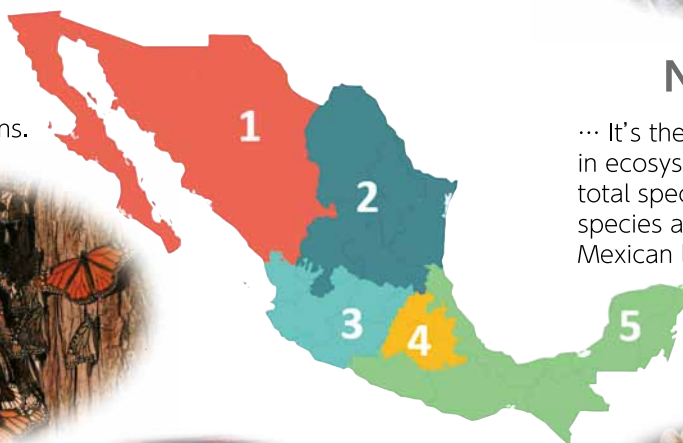 N
ns.
… It's the
in ecosys
total spec
species a
Mexican l
1
2
3
4
5